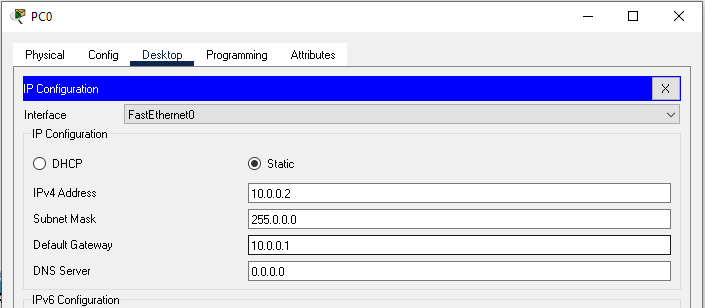 PC0
Physical Config Desktop Programming Attributes
IP Configuration X
Interface FastEthernet0
IP Configuration
DHCP Static
IPv4 Address 10.0.0.2
Subnet Mask 255.0.0.0
Default Gateway 10.0.0.1
DNS Server 0.0.0.0
IPv6 Configuration